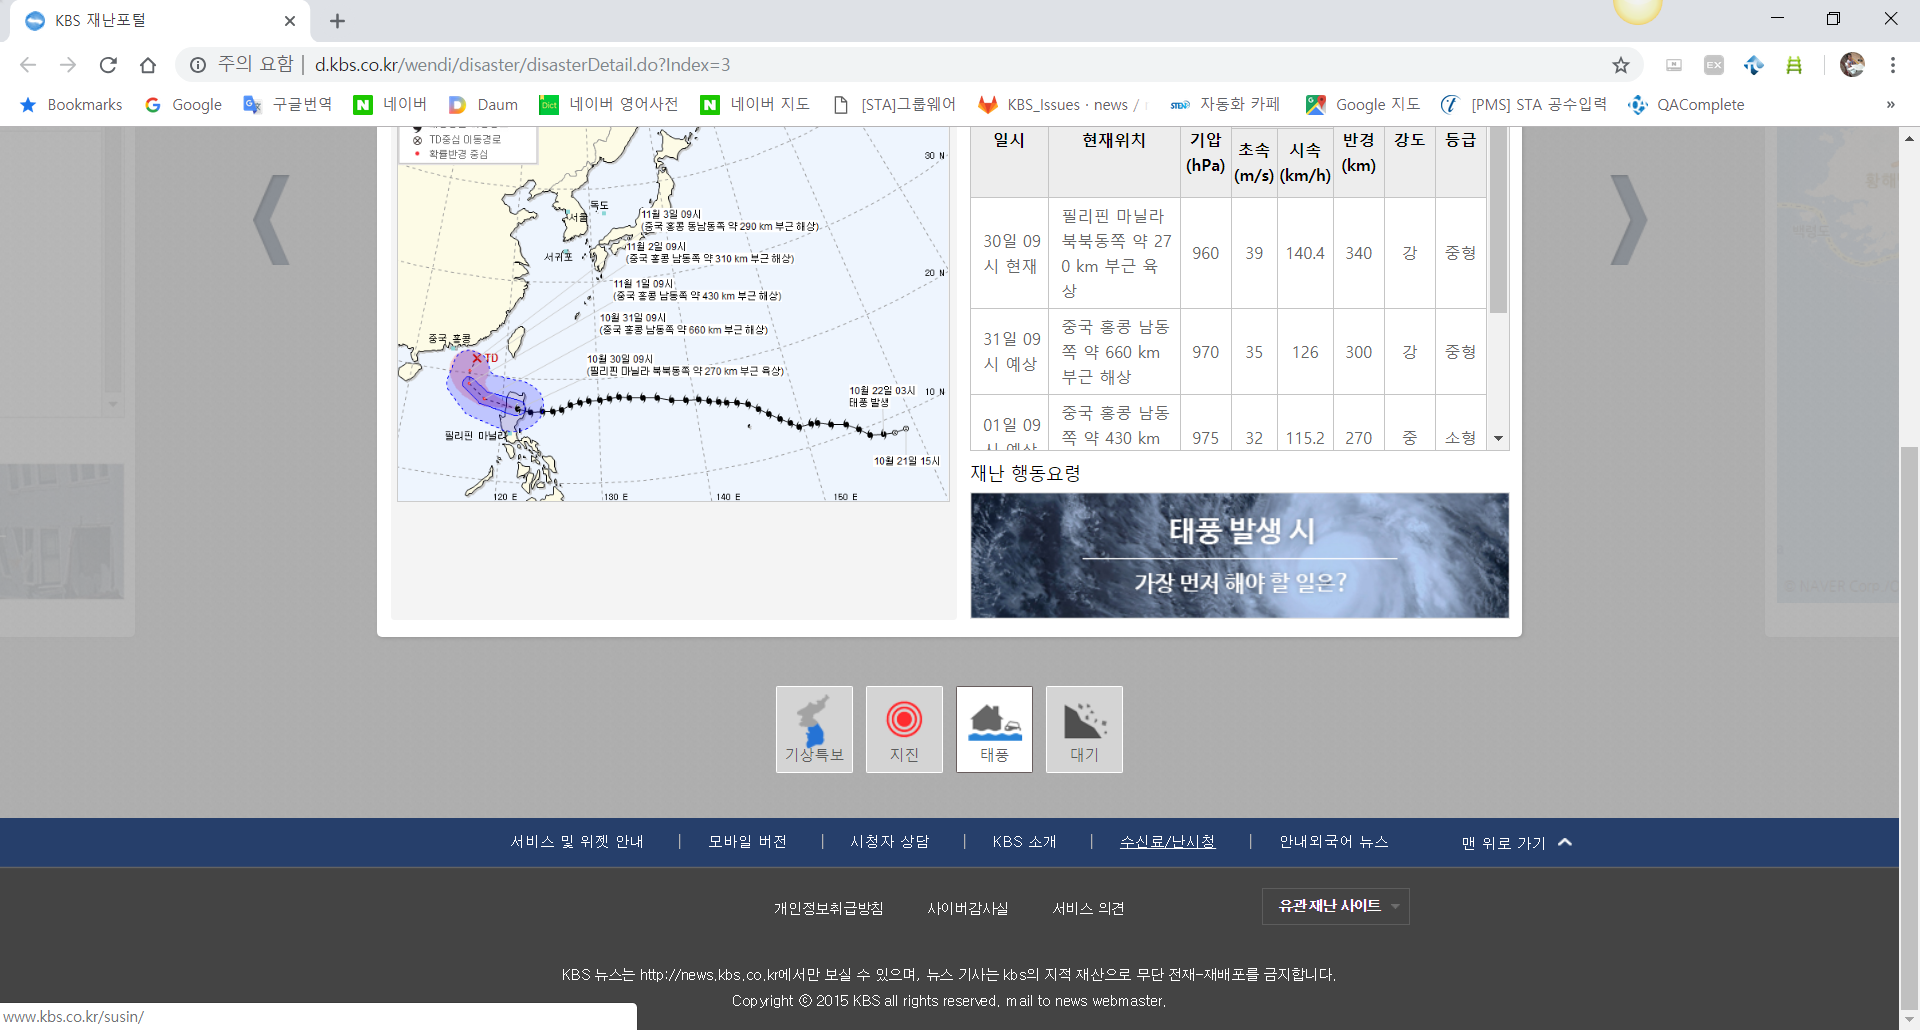 KBS 재난포털
주의 요함
d.kbs.co.kr/wendi/disaster/disasterDetail.do?Index=3
EX
Bookmarks
Google
구글번역
네이버
Daum
네이버 영어사전
네이버 지도
[STA]그룹웨어
KBS_Issues · news /
자동화 카페
Google 지도
[PMS] STA 공수입력
QAComplete
»
TD중심 이동경로
확률반경 중심
30 N
20 N
10 N
120 E
130 E
140 E
150 E
독도
서울
서귀포
중국 홍콩
TD
필리핀 마닐라
11월 3일 09시
(중국 홍콩 동남동쪽 약 290 km 부근 해상)
11월 2일 09시
(중국 홍콩 남동쪽 약 310 km 부근 해상)
11월 1일 09시
(중국 홍콩 남동쪽 약 430 km 부근 해상)
10월 31일 09시
(중국 홍콩 남동쪽 약 660 km 부근 해상)
10월 30일 09시
(필리핀 마닐라 북북동쪽 약 270 km 부근 육상)
10월 22일 03시
태풍 발생
10월 21일 15시
일시 현재위치 기압 (hPa) 초속 (m/s) 시속 (km/h) 반경 (km) 강도 등급
30일 09시 현재 필리핀 마닐라 북북동쪽 약 270 km 부근 육상 960 39 140.4 340 강 중형
31일 09시 예상 중국 홍콩 남동쪽 약 660 km 부근 해상 970 35 126 300 강 중형
01일 09시 예상 중국 홍콩 남동쪽 약 430 km 975 32 115.2 270 중 소형
재난 행동요령
태풍 발생 시
가장 먼저 해야 할 일은?
백령도
© NAVER Corp.
기상특보
지진
태풍
대기
서비스 및 위젯 안내 | 모바일 버전 | 시청자 상담 | KBS 소개 | 수신료/난시청 | 안내외국어 뉴스
맨 위로 가기
개인정보취급방침
사이버감사실
서비스 의견
유관 재난 사이트
KBS 뉴스는 http://news.kbs.co.kr에서만 보실 수 있으며, 뉴스 기사는 kbs의 지적 재산으로 무단 전재-재배포를 금지합니다.
Copyright ⓒ 2015 KBS all rights reserved. mail to news webmaster.
www.kbs.co.kr/susin/